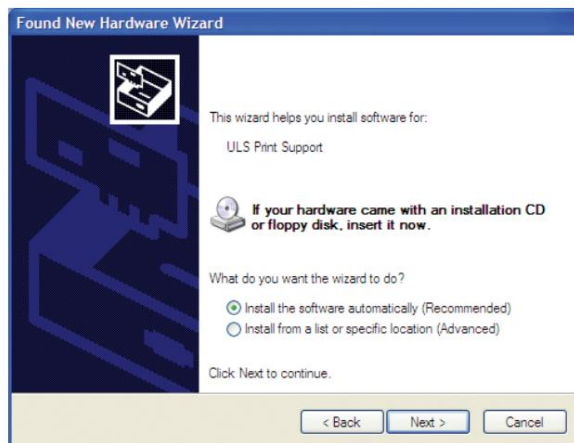 Found New Hardware Wizard
This wizard helps you install software for:
ULS Print Support
If your hardware came with an installation CD
or floppy disk, insert it now.
What do you want the wizard to do?
Install the software automatically (Recommended)
Install from a list or specific location (Advanced)
Click Next to continue.
< Back
Next >
Cancel